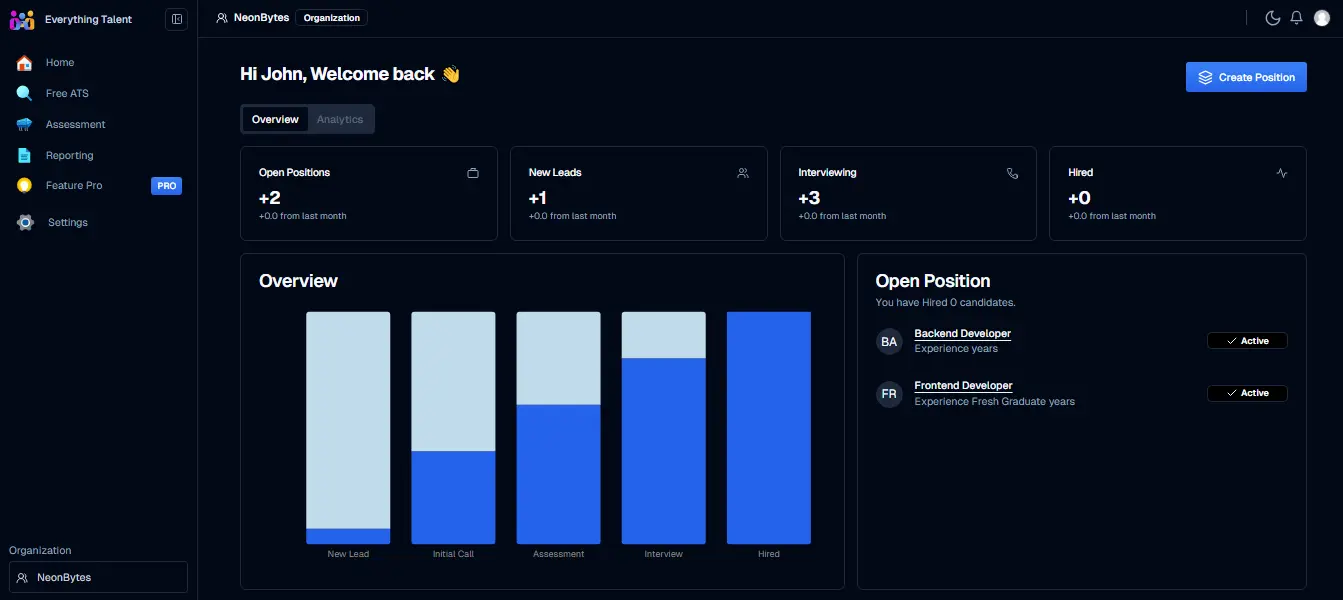 Everything Talent
Home
Free ATS
Assessment
Reporting
Feature Pro PRO
Settings
Organization
NeonBytes
NeonBytes Organization
Hi John, Welcome back 👋
Create Position
Overview Analytics
Open Positions
+2
+0.0 from last month
New Leads
+1
+0.0 from last month
Interviewing
+3
+0.0 from last month
Hired
+0
+0.0 from last month
Overview
New Lead Initial Call Assessment Interview Hired
Open Position
You have Hired 0 candidates.
BA
Backend Developer
Experience years
Active
FR
Frontend Developer
Experience Fresh Graduate years
Active